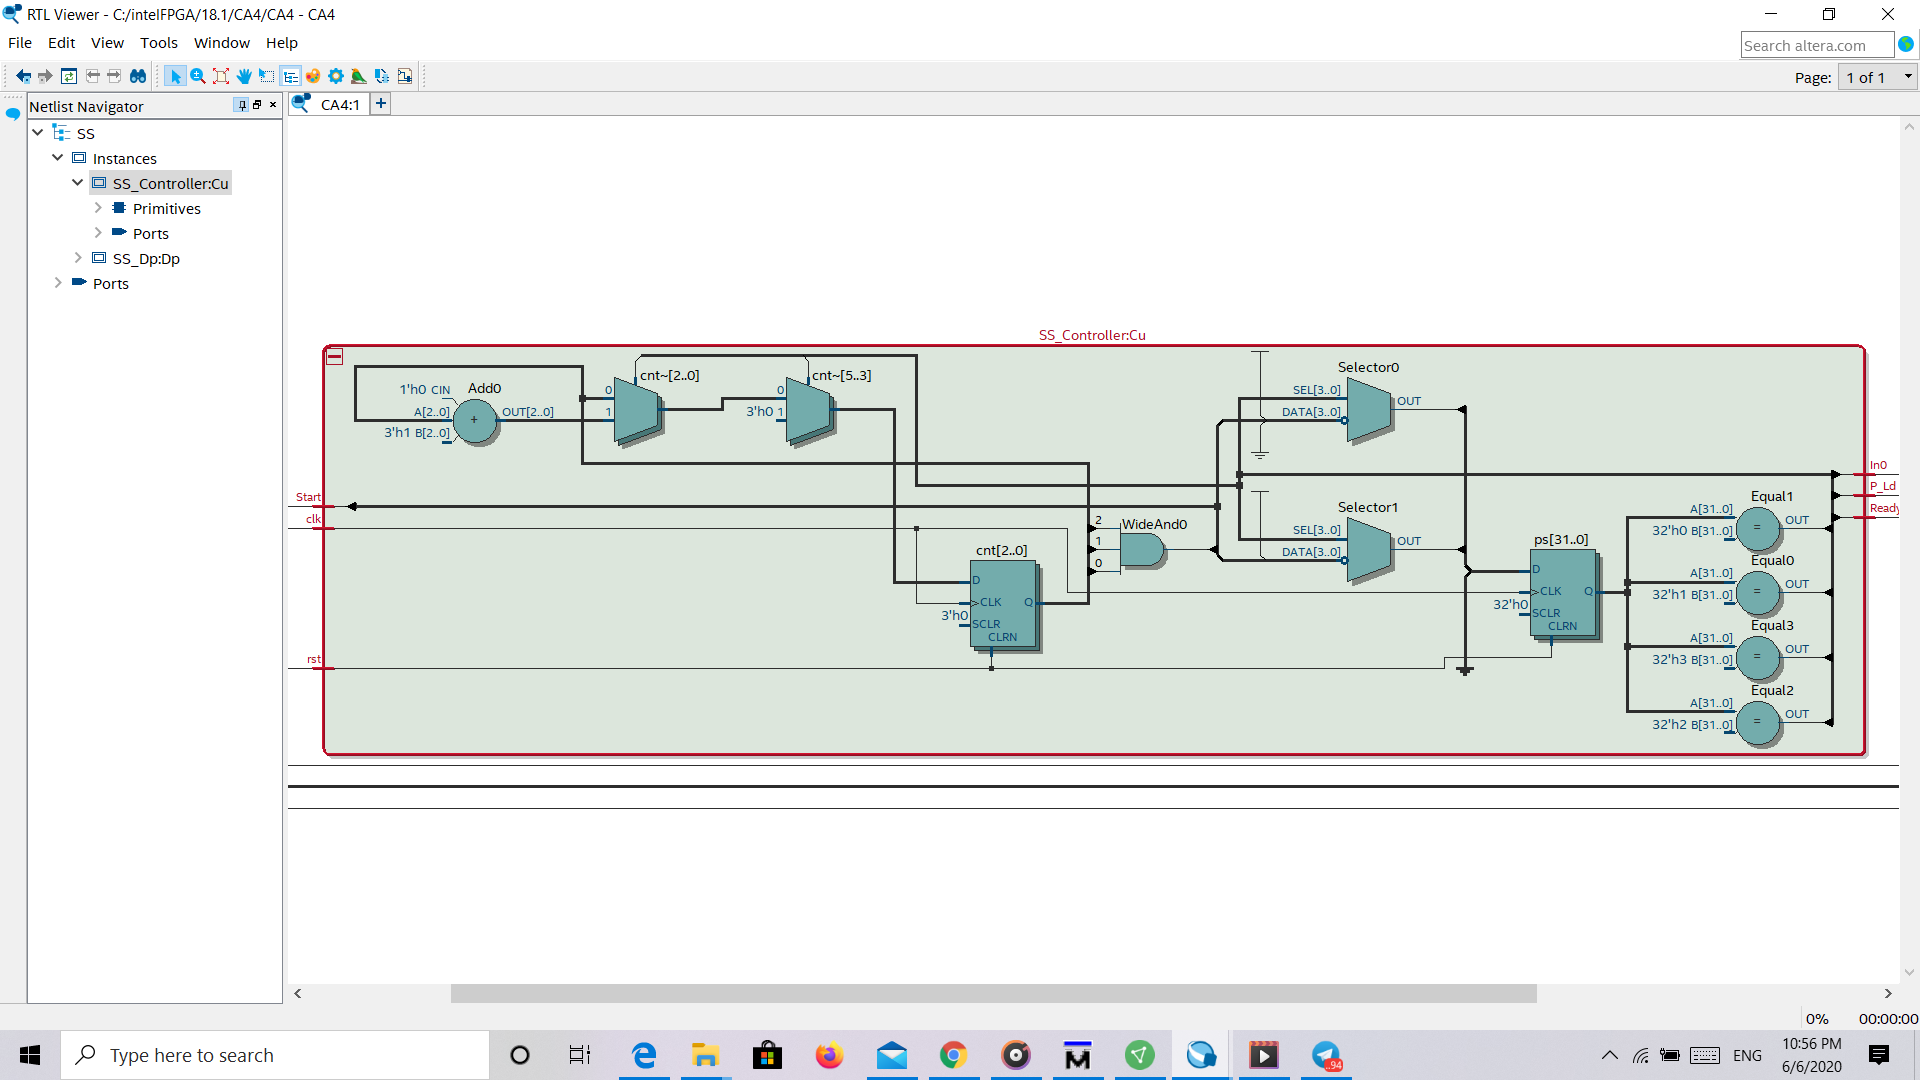 RTL Viewer - C:/intelFPGA/18.1/CA4/CA4 - CA4
File Edit View Tools Window Help
Search altera.com
Page: 1 of 1
Netlist Navigator
CA4:1
SS
Instances
SS_Controller:Cu
Primitives
Ports
SS_Dp:Dp
Ports
SS_Controller:Cu
Start
clk
rst
1'h0 CIN
A[2..0]
3'h1 B[2..0]
Add0
+
OUT[2..0]
cnt~[2..0]
0
1
cnt~[5..3]
0
3'h0 1
cnt[2..0]
D
CLK
3'h0
SCLR
CLRN
Q
WideAnd0
2
1
0
Selector0
SEL[3..0]
DATA[3..0]
OUT
Selector1
SEL[3..0]
DATA[3..0]
OUT
ps[31..0]
D
CLK
32'h0
SCLR
CLRN
Q
Equal1
A[31..0]
32'h0 B[31..0]
=
OUT
Equal0
A[31..0]
32'h1 B[31..0]
=
OUT
Equal3
A[31..0]
32'h3 B[31..0]
=
OUT
Equal2
A[31..0]
32'h2 B[31..0]
=
OUT
In0
P_Ld
Ready
0% 00:00:00
Type here to search
..94
ENG
10:56 PM
6/6/2020